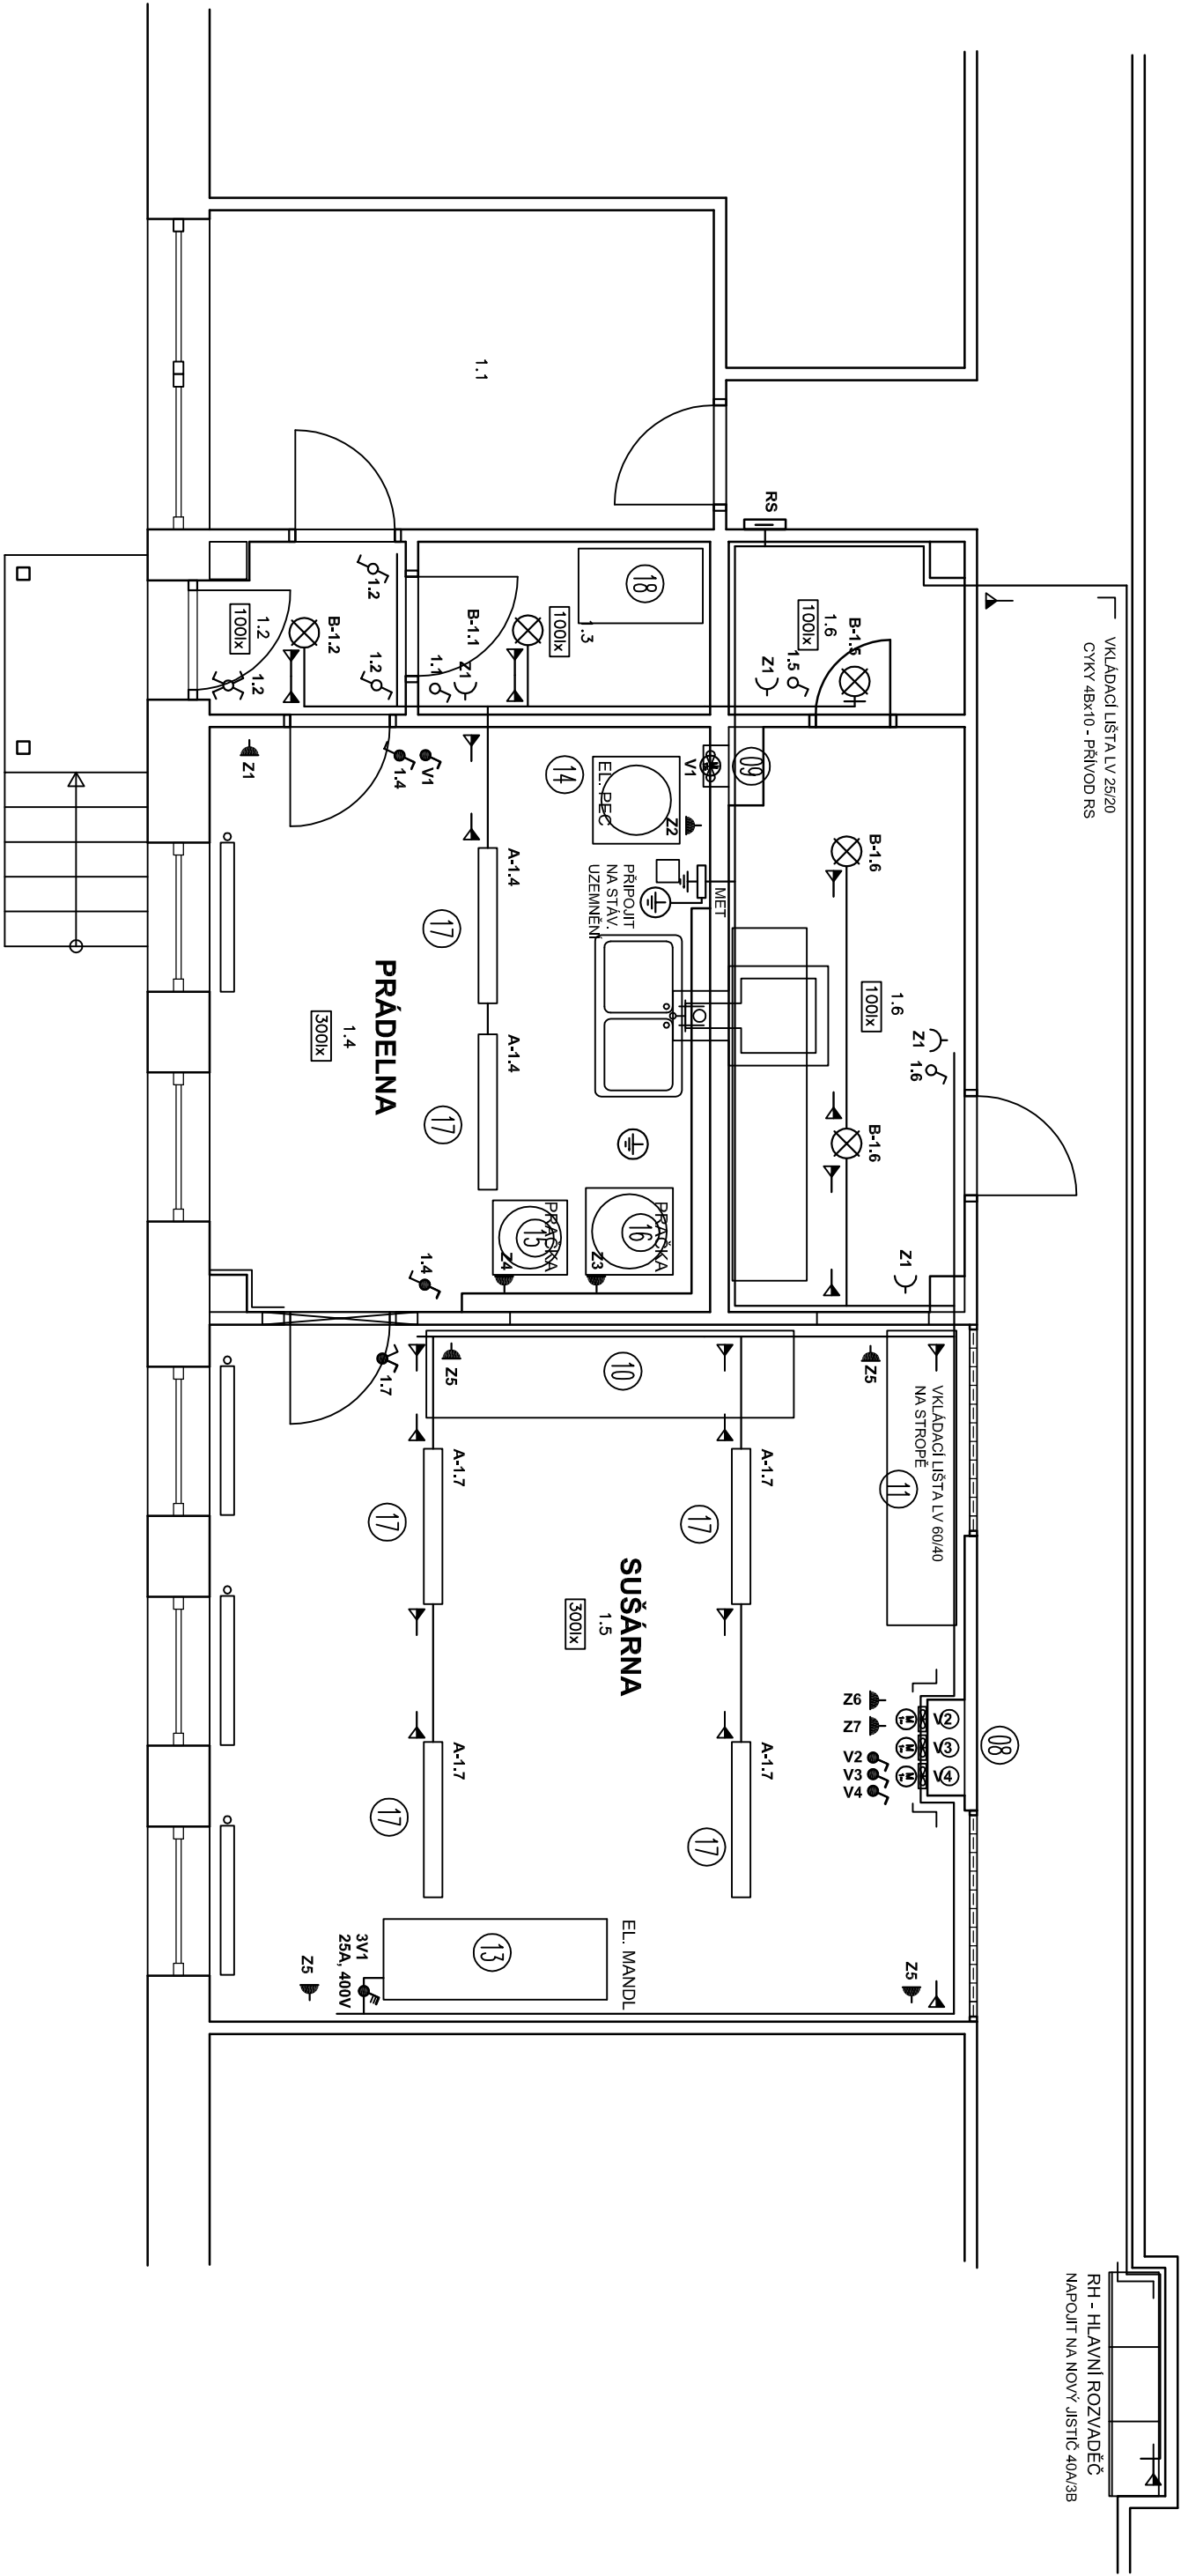 VKLÁDACÍ LIŠTA LV 25/20
CYKY 4Bx10 - PŘÍVOD RS
RH - HLAVNÍ ROZVADĚČ
NAPOJIT NA NOVÝ JISTIČ 40A/3B
RS
1.1
18
1.3
100lx
B-1.1
1.1
Z1
1.6
100lx
B-1.5
1.5
Z1
1.2
B-1.2
1.2
100lx
1.2
1.2
Z1
1.4
V1
14
EL. PEC
V1
09
Z2
MET
PŘIPOJIT
NA STÁV.
UZEMNĚNÍ
B-1.6
1.6
100lx
Z1
1.6
B-1.6
Z1
A-1.4
17
A-1.4
17
PRÁDELNA
1.4
300lx
PRAČKA
15
Z4
PRAČKA
16
Z3
1.4
1.7
Z5
10
Z5
VKLÁDACÍ LIŠTA LV 60/40
NA STROPĚ
11
A-1.7
17
A-1.7
17
SUŠÁRNA
1.5
300lx
A-1.7
17
A-1.7
17
Z6
Z7
V2
V3
V4
V2
V3
V4
M
1~
M
1~
M
1~
08
EL. MANDL
13
3V1
25A, 400V
Z5
Z5